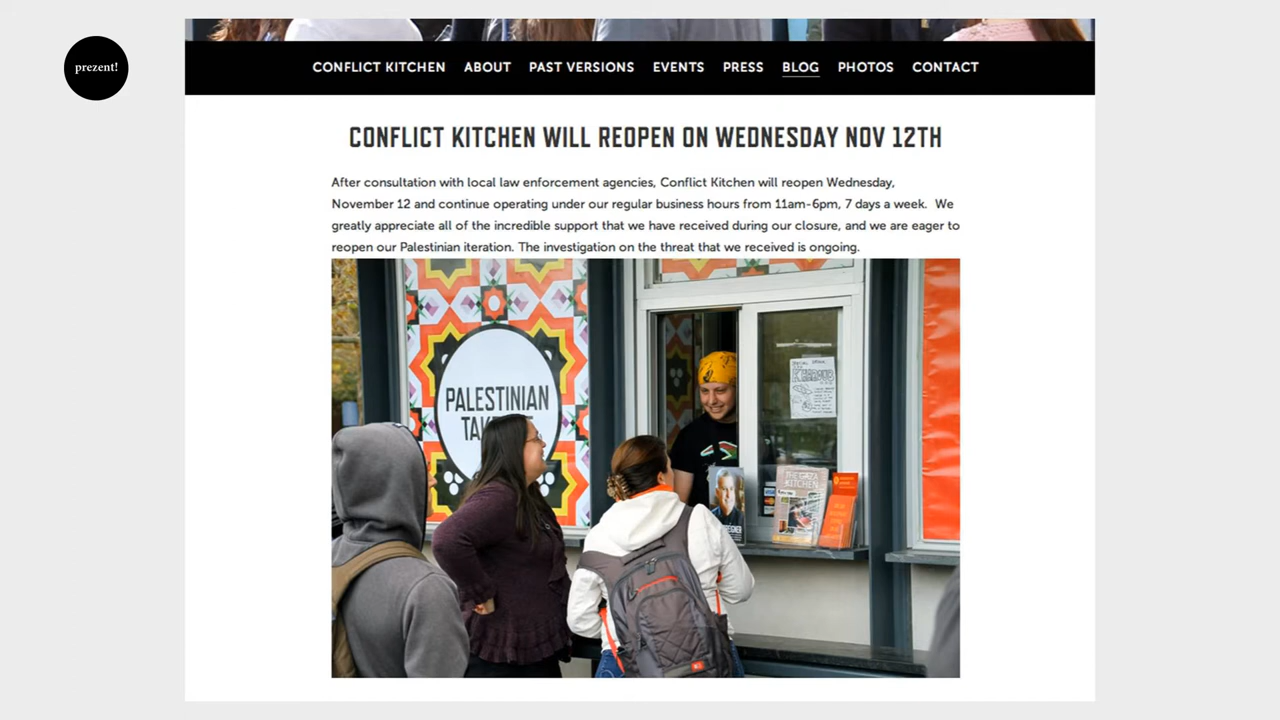 prezent!
CONFLICT KITCHEN ABOUT PAST VERSIONS EVENTS PRESS BLOG PHOTOS CONTACT
CONFLICT KITCHEN WILL REOPEN ON WEDNESDAY NOV 12TH
After consultation with local law enforcement agencies, Conflict Kitchen will reopen Wednesday,
November 12 and continue operating under our regular business hours from 11am-6pm, 7 days a week. We
greatly appreciate all of the incredible support that we have received during our closure, and we are eager to
reopen our Palestinian iteration. The investigation on the threat that we received is ongoing.
PALESTINIAN
THE GAZA
KITCHEN